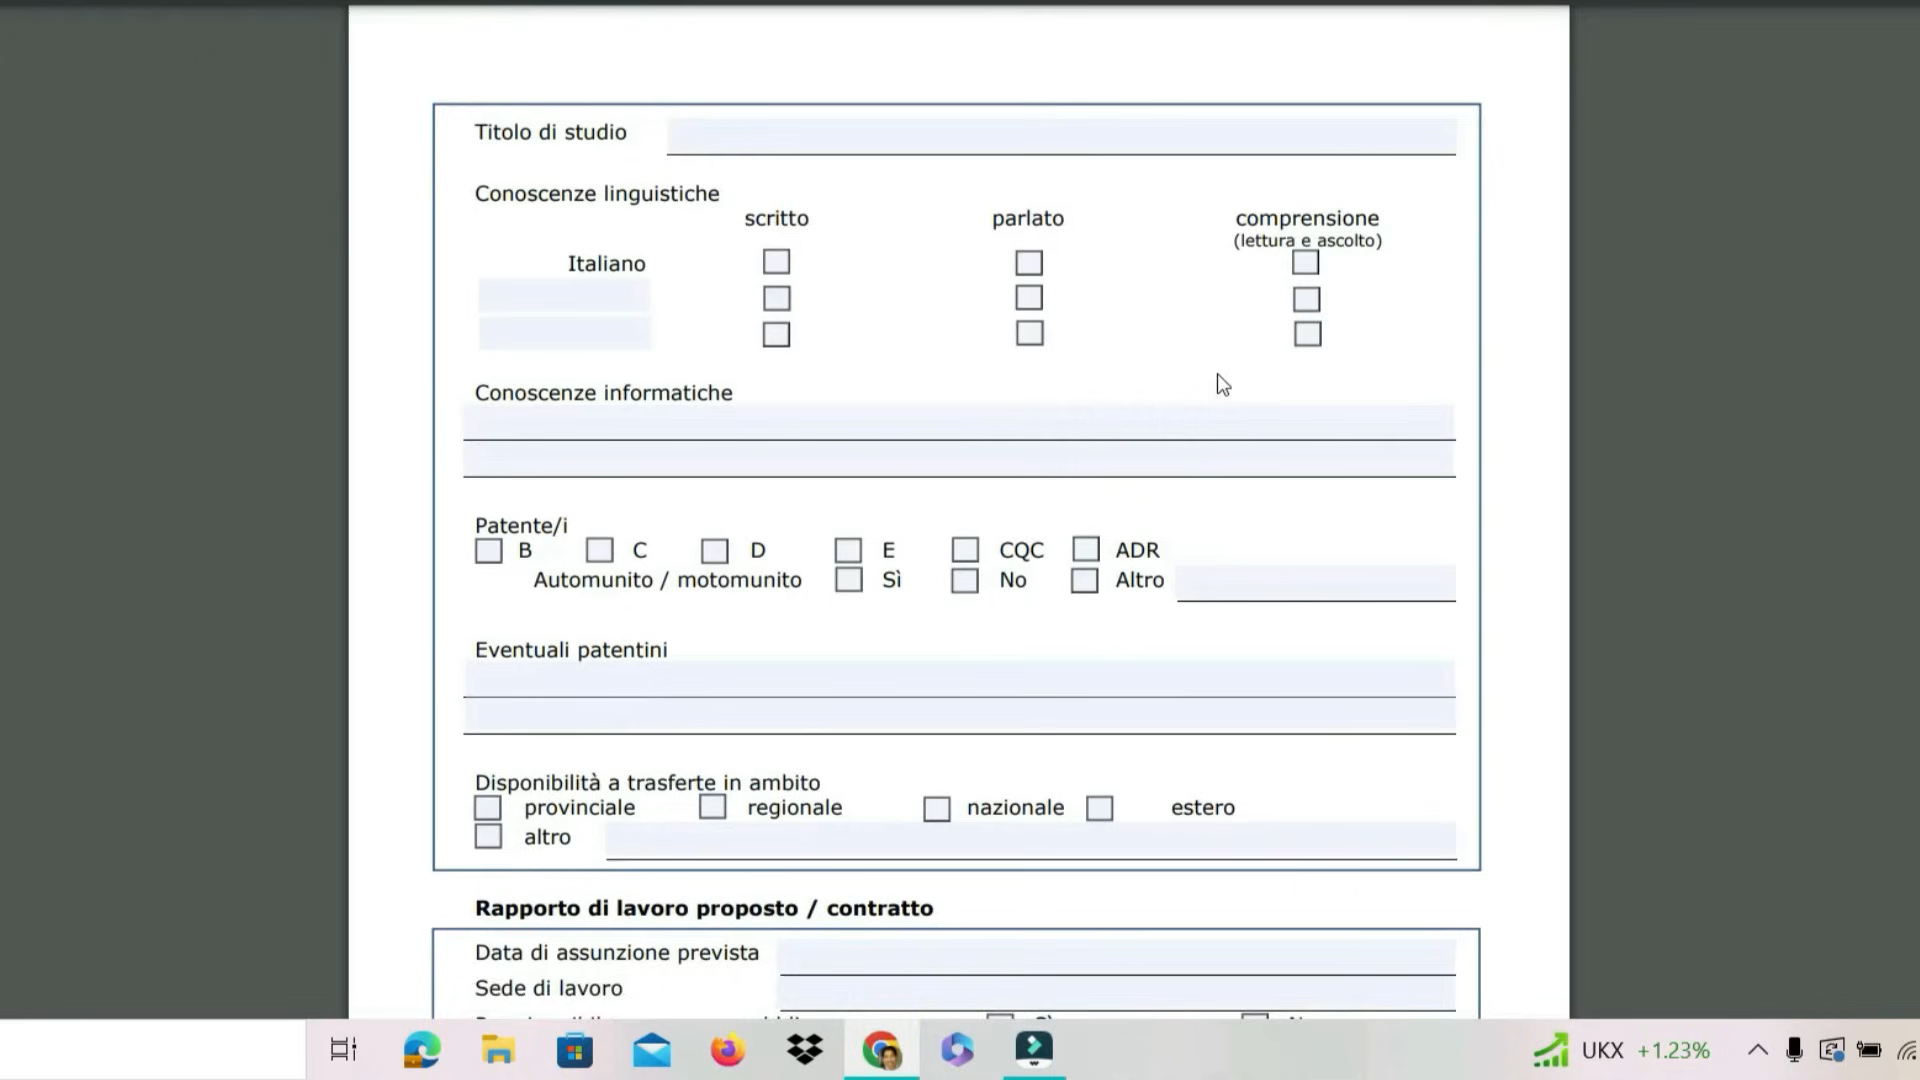 Titolo di studio
Conoscenze linguistiche
scritto parlato comprensione
(lettura e ascolto)
Italiano
Conoscenze informatiche
Patente/i
B C D E CQC ADR
Automunito / motomunito Sì No Altro
Eventuali patentini
Disponibilità a trasferte in ambito
provinciale regionale nazionale estero
altro
Rapporto di lavoro proposto / contratto
Data di assunzione prevista
Sede di lavoro
UKX +1.23%